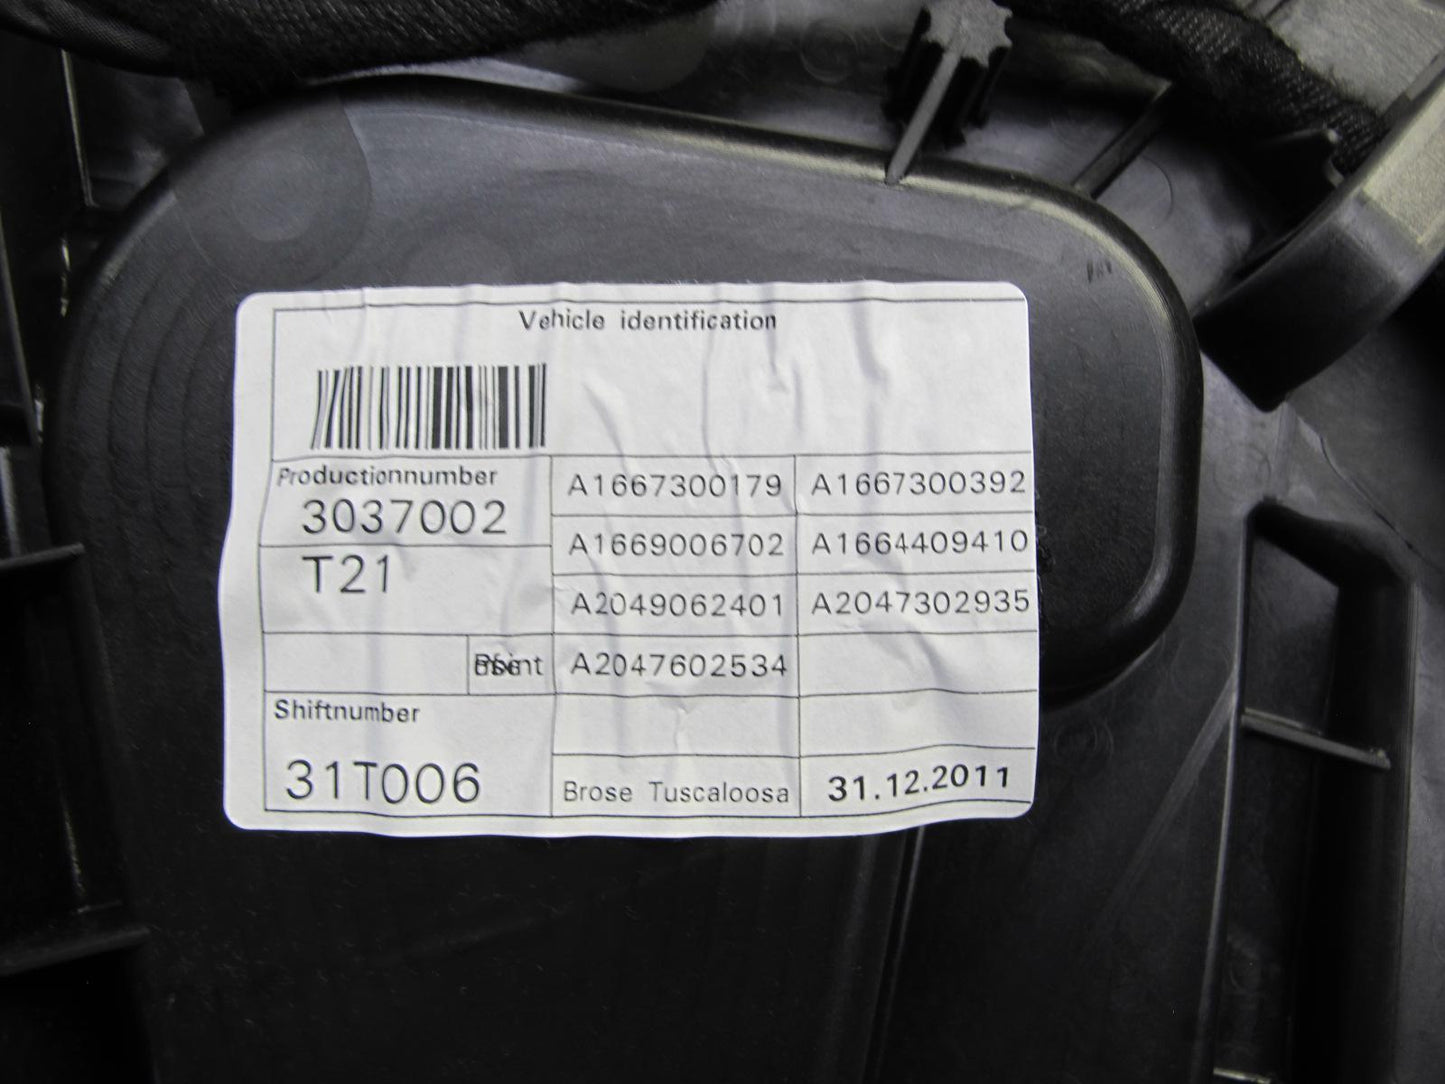 Vehicle identification
Productionnumber
3037002
T21
Shiftnumber
31T006
A1667300179 A1667300392
A1669006702 A1664409410
A2049062401 A2047302935
A2047602534
Brose Tuscaloosa 31.12.2011